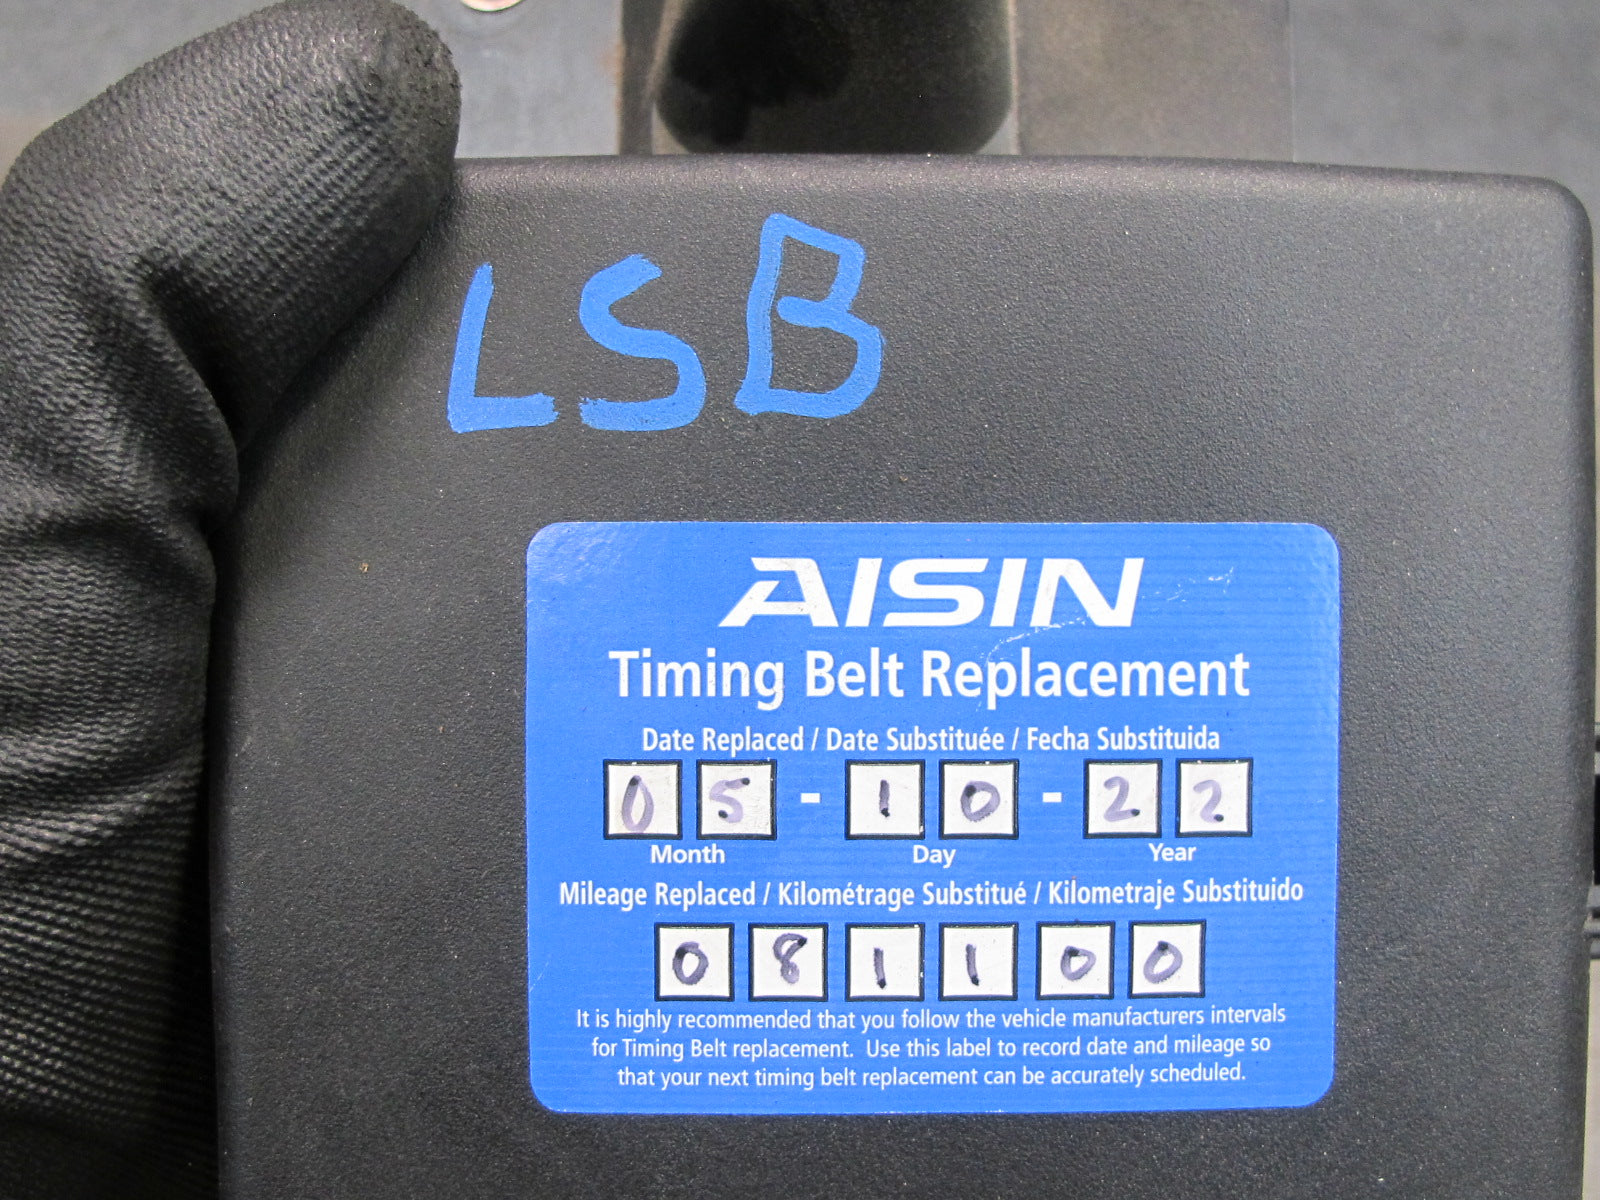 LSB
AISIN
Timing Belt Replacement
Date Replaced / Date Substituée / Fecha Substituida
05 - 10 - 22
Month Day Year
Mileage Replaced / Kilométrage Substitué / Kilometraje Substituido
081100
It is highly recommended that you follow the vehicle manufacturers intervals
for Timing Belt replacement. Use this label to record date and mileage so
that your next timing belt replacement can be accurately scheduled.